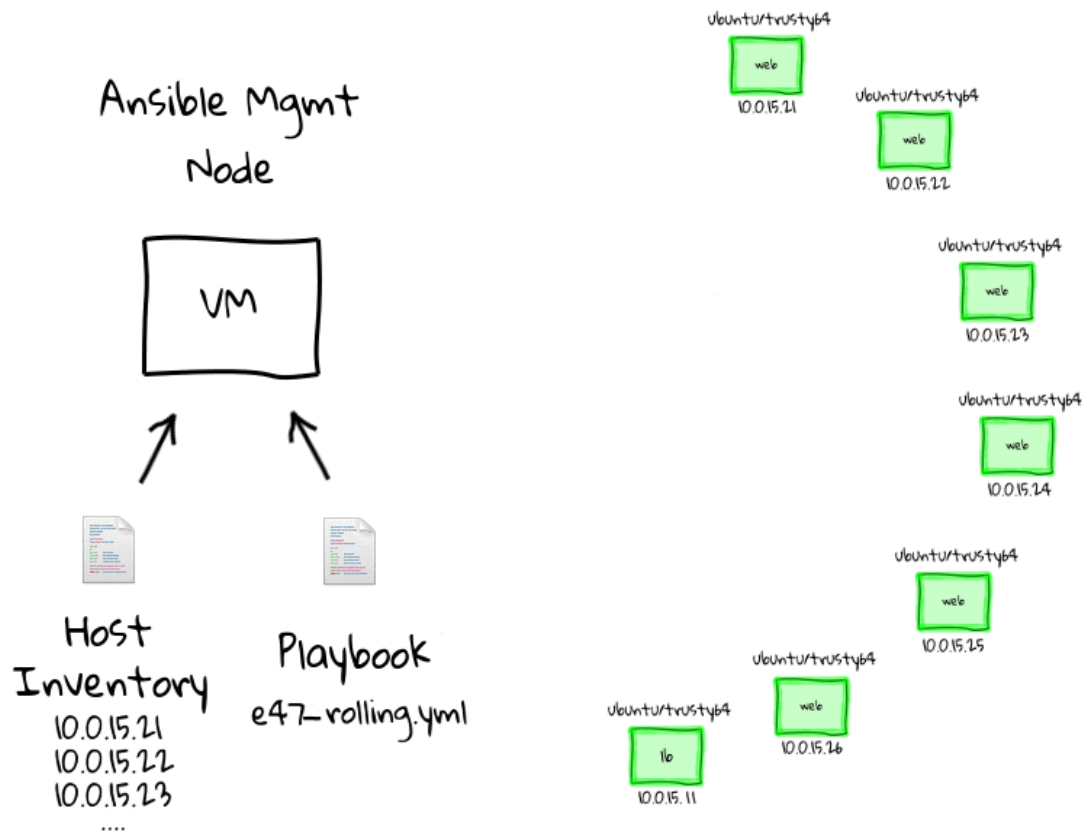 Ansible Mgmt
Node
VM
Host
Inventory
10.0.15.21
10.0.15.22
10.0.15.23
....
Playbook
e47_rolling.yml
ubuntu/trusty64
web
10.0.15.21
ubuntu/trusty64
web
10.0.15.22
ubuntu/trusty64
web
10.0.15.23
ubuntu/trusty64
web
10.0.15.24
ubuntu/trusty64
web
10.0.15.25
ubuntu/trusty64
web
10.0.15.26
ubuntu/trusty64
lb
10.0.15.11